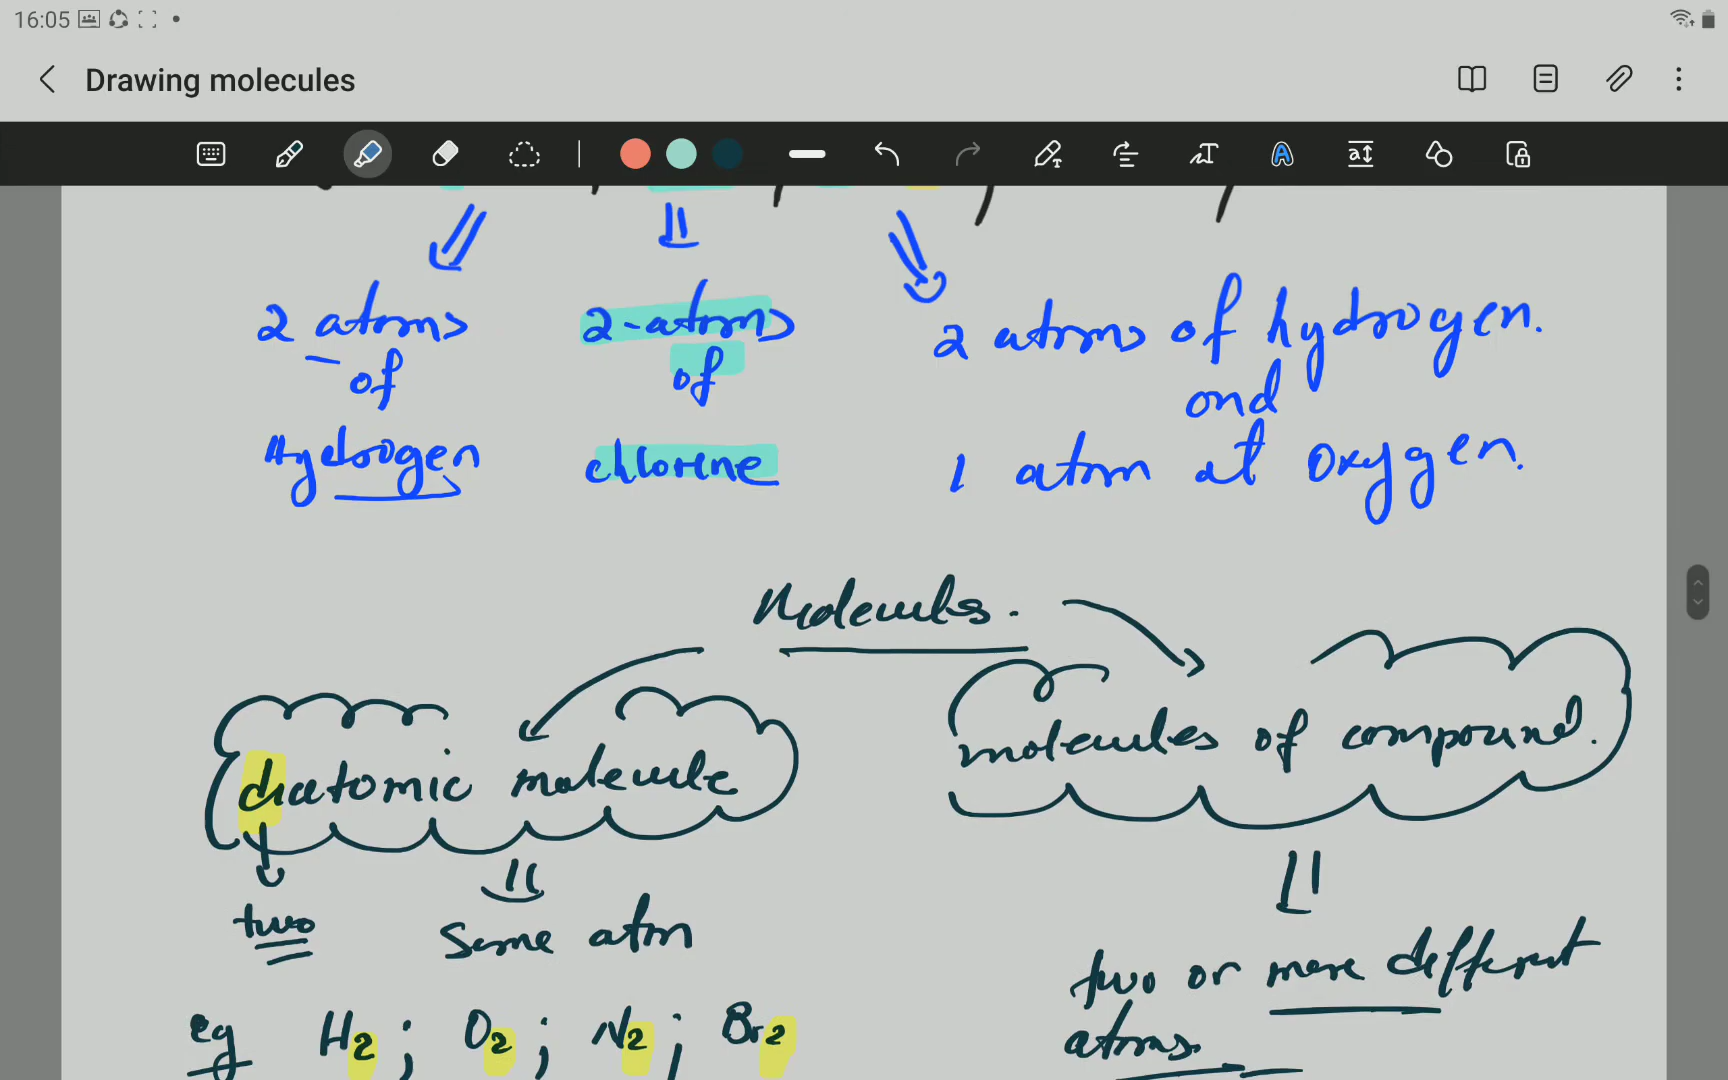 16:05
Drawing molecules
2 atoms 2-atoms 2 atoms of hydrogen.
of of and
Hydrogen chlorine 1 atom at oxygen.
Molecules.
diatomic molecule molecules of compound.
two same atom
two or more different
atoms.
eg H2 ; O2 ; N2 ; Br2